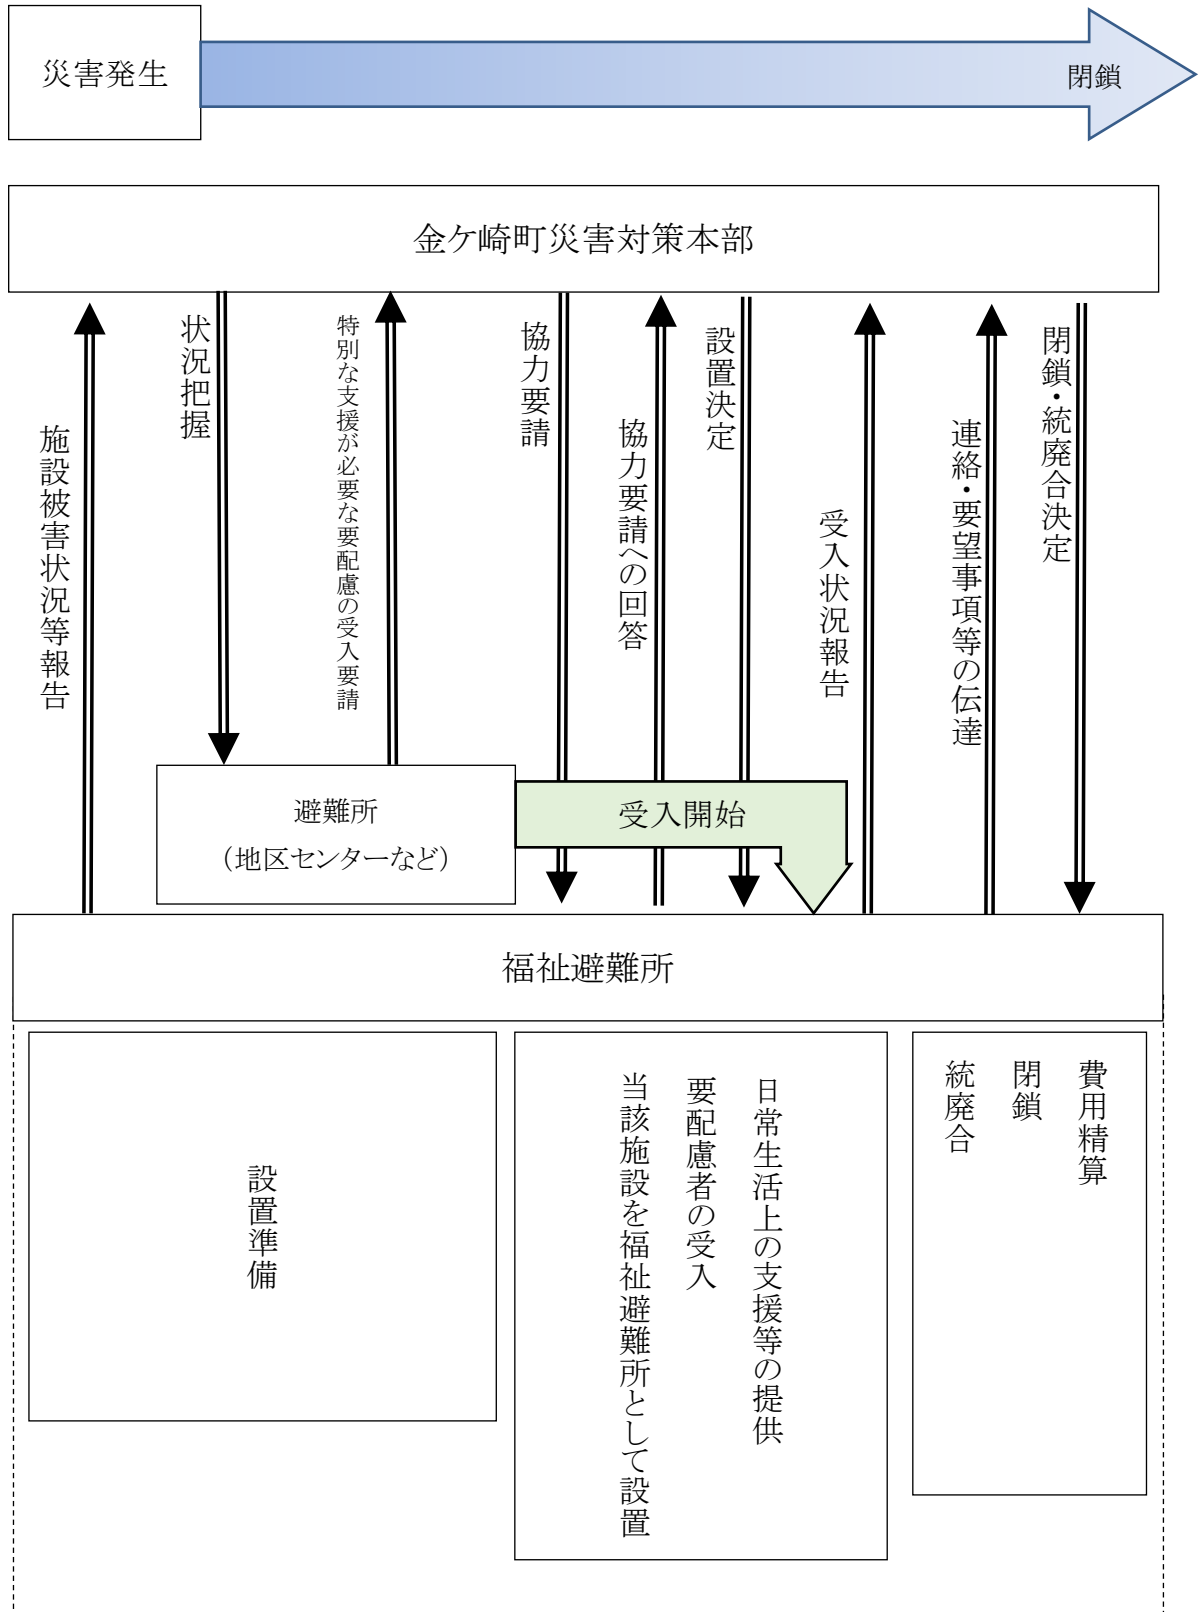 災害発生
閉鎖
金ケ崎町災害対策本部
施設被害状況等報告
状況把握
特別な支援が必要な要配慮の受入要請
協力要請
協力要請への回答
設置決定
受入状況報告
連絡・要望事項等の伝達
閉鎖・統廃合決定
避難所
（地区センターなど）
受入開始
福祉避難所
設置準備
当該施設を福祉避難所として設置
要配慮者の受入
日常生活上の支援等の提供
統廃合
閉鎖
費用精算